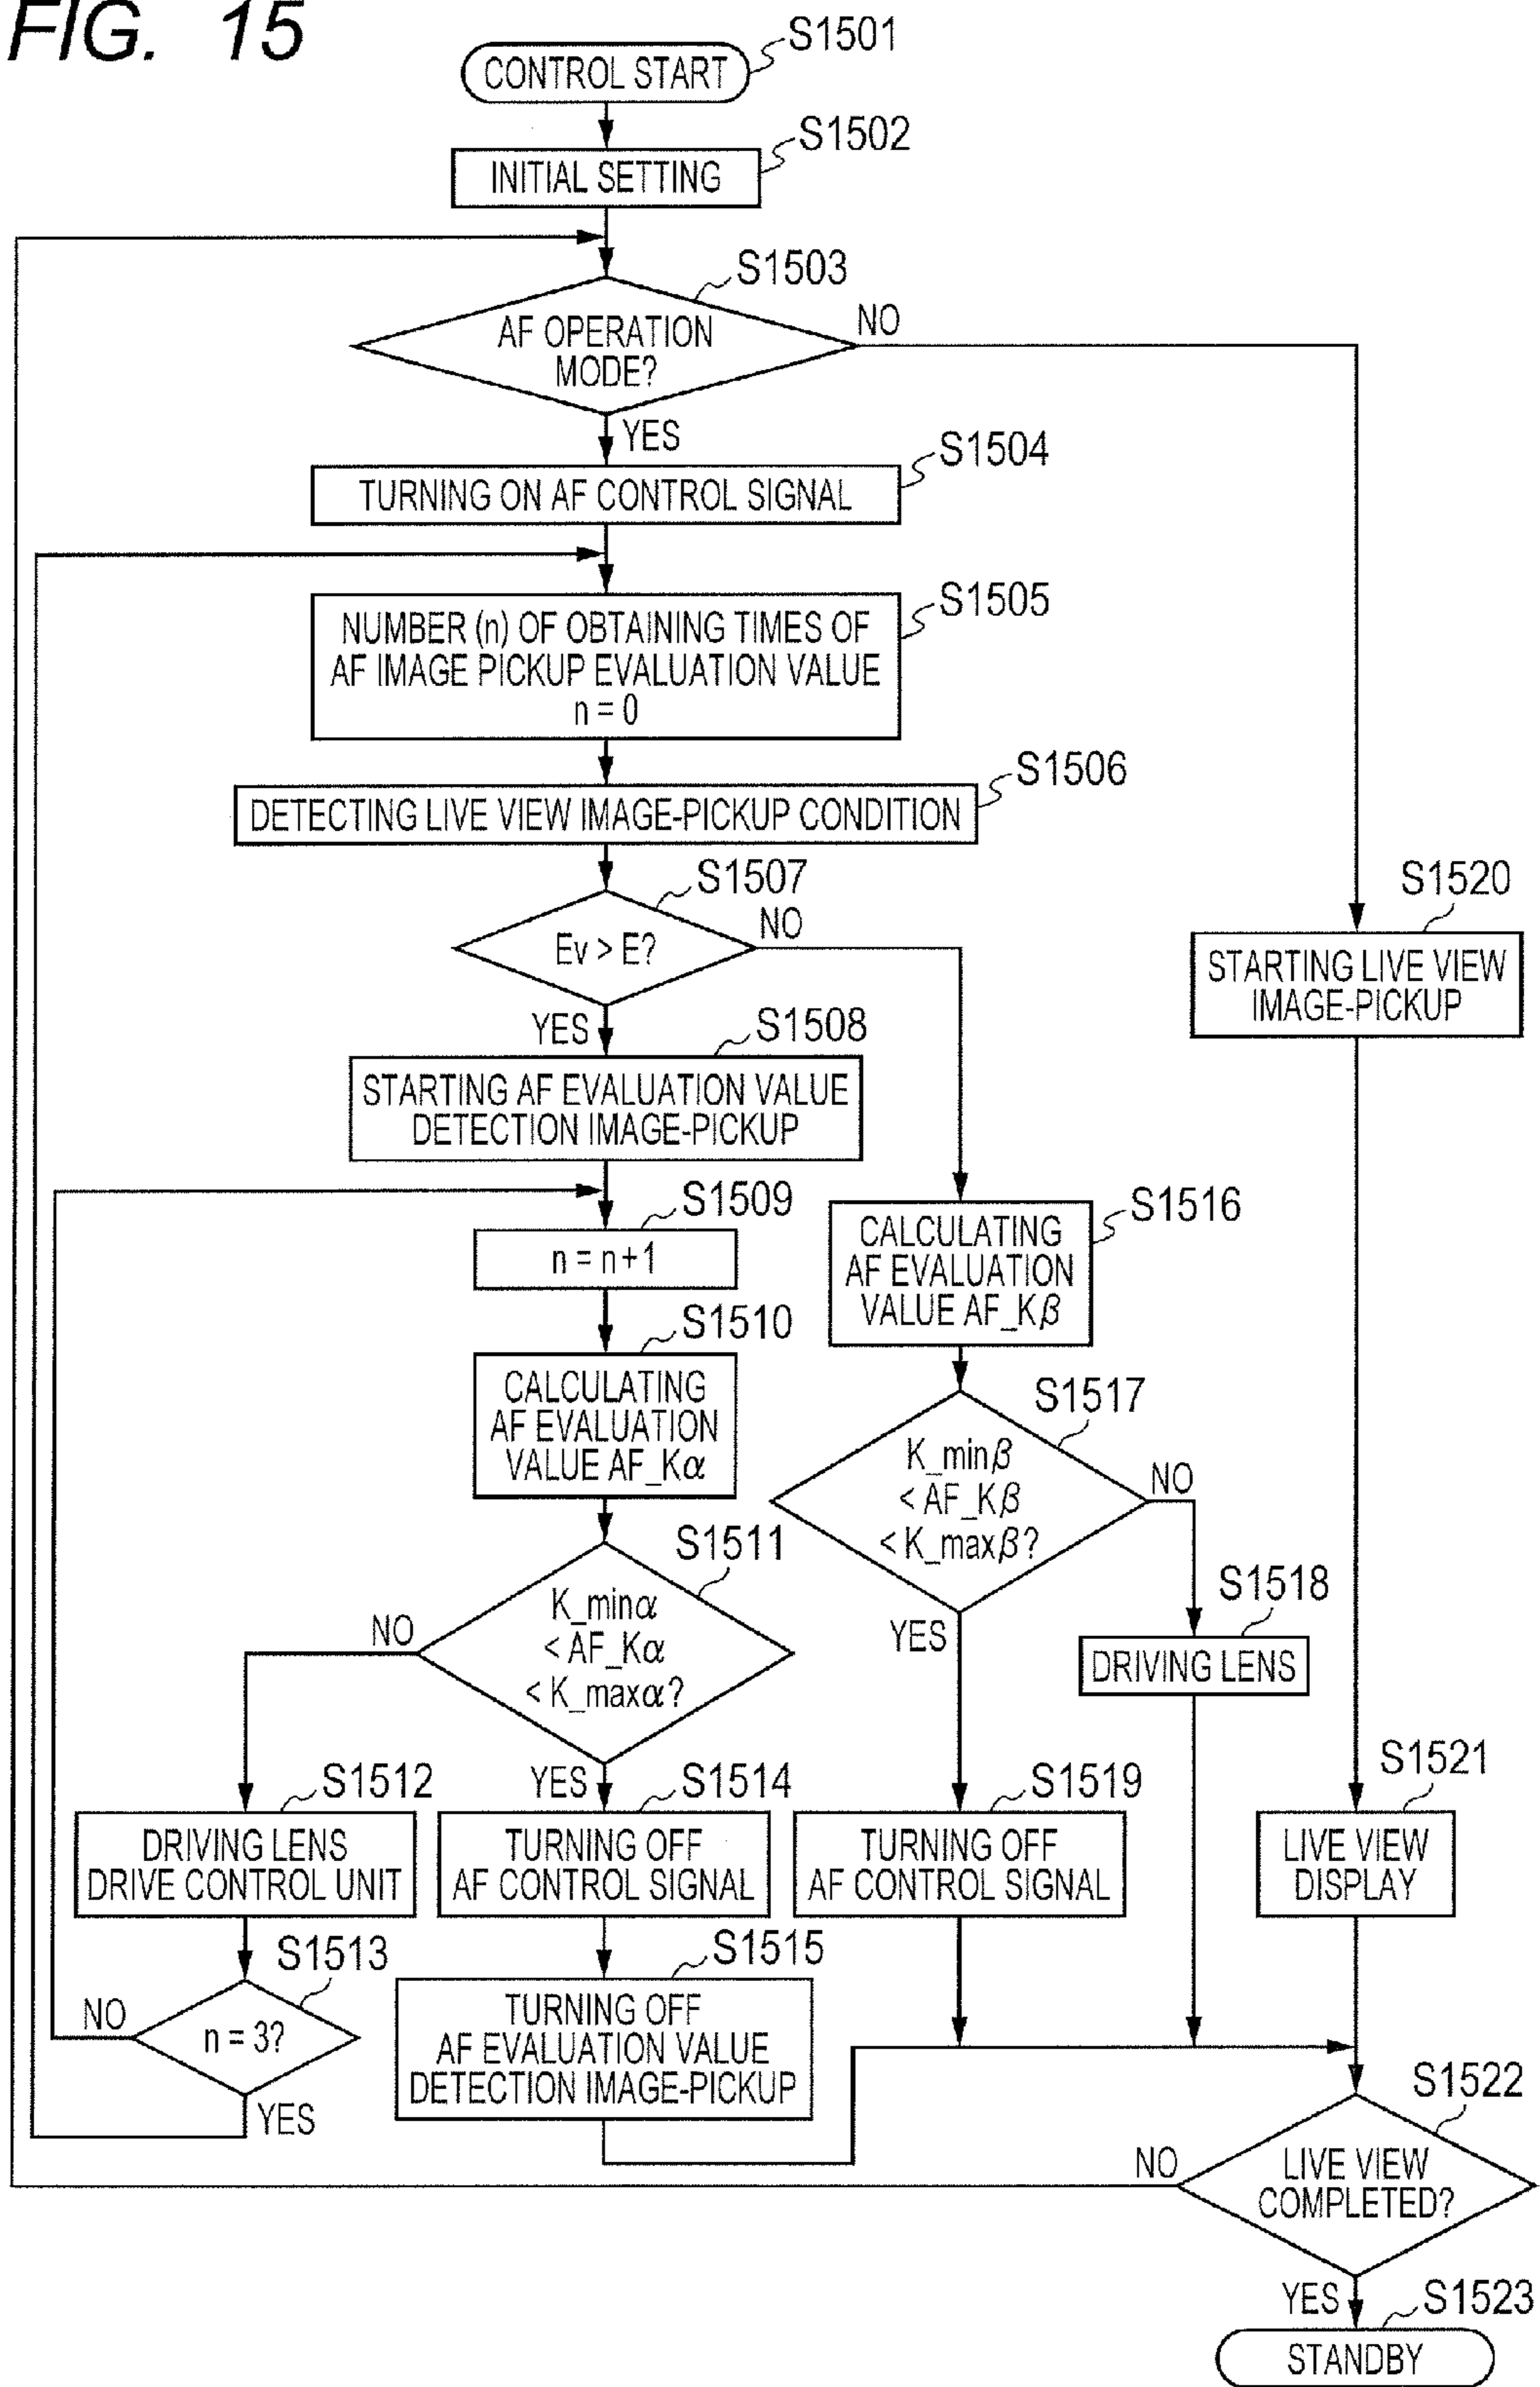 FIG. 15
S1501
CONTROL START
S1502
INITIAL SETTING
S1503
AF OPERATION
MODE?
NO
YES
S1504
TURNING ON AF CONTROL SIGNAL
S1505
NUMBER (n) OF OBTAINING TIMES OF
AF IMAGE PICKUP EVALUATION VALUE
n = 0
S1506
DETECTING LIVE VIEW IMAGE-PICKUP CONDITION
S1507
Ev > E?
NO
YES
S1508
STARTING AF EVALUATION VALUE
DETECTION IMAGE-PICKUP
S1509
n = n+1
S1510
CALCULATING
AF EVALUATION
VALUE AF_Kα
S1511
K_minα
< AF_Kα
< K_maxα?
NO
YES
S1512
DRIVING LENS
DRIVE CONTROL UNIT
S1513
n = 3?
NO
YES
S1514
TURNING OFF
AF CONTROL SIGNAL
S1515
TURNING OFF
AF EVALUATION VALUE
DETECTION IMAGE-PICKUP
S1516
CALCULATING
AF EVALUATION
VALUE AF_Kβ
S1517
K_minβ
< AF_Kβ
< K_maxβ?
NO
YES
S1518
DRIVING LENS
S1519
TURNING OFF
AF CONTROL SIGNAL
S1520
STARTING LIVE VIEW
IMAGE-PICKUP
S1521
LIVE VIEW
DISPLAY
S1522
LIVE VIEW
COMPLETED?
NO
YES
S1523
STANDBY